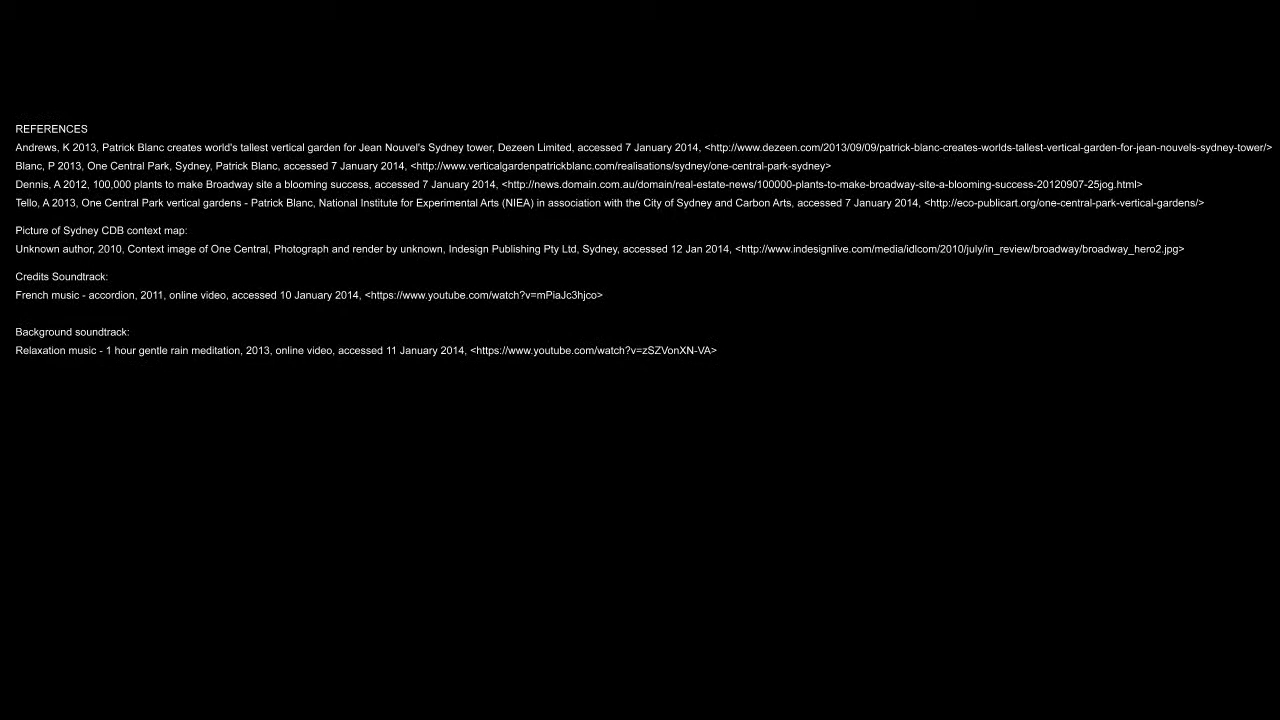 REFERENCES
Andrews, K 2013, Patrick Blanc creates world's tallest vertical garden for Jean Nouvel's Sydney tower, Dezeen Limited, accessed 7 January 2014, <http://www.dezeen.com/2013/09/09/patrick-blanc-creates-worlds-tallest-vertical-garden-for-jean-nouvels-sydney-tower/>
Blanc, P 2013, One Central Park, Sydney, Patrick Blanc, accessed 7 January 2014, <http://www.verticalgardenpatrickblanc.com/realisations/sydney/one-central-park-sydney>
Dennis, A 2012, 100,000 plants to make Broadway site a blooming success, accessed 7 January 2014, <http://news.domain.com.au/domain/real-estate-news/100000-plants-to-make-broadway-site-a-blooming-success-20120907-25jog.html>
Tello, A 2013, One Central Park vertical gardens - Patrick Blanc, National Institute for Experimental Arts (NIEA) in association with the City of Sydney and Carbon Arts, accessed 7 January 2014, <http://eco-publicart.org/one-central-park-vertical-gardens/>
Picture of Sydney CDB context map:
Unknown author, 2010, Context image of One Central, Photograph and render by unknown, Indesign Publishing Pty Ltd, Sydney, accessed 12 Jan 2014, <http://www.indesignlive.com/media/idlcom/2010/july/in_review/broadway/broadway_hero2.jpg>
Credits Soundtrack:
French music - accordion, 2011, online video, accessed 10 January 2014, <https://www.youtube.com/watch?v=mPiaJc3hjco>
Background soundtrack:
Relaxation music - 1 hour gentle rain meditation, 2013, online video, accessed 11 January 2014, <https://www.youtube.com/watch?v=zSZVonXN-VA>